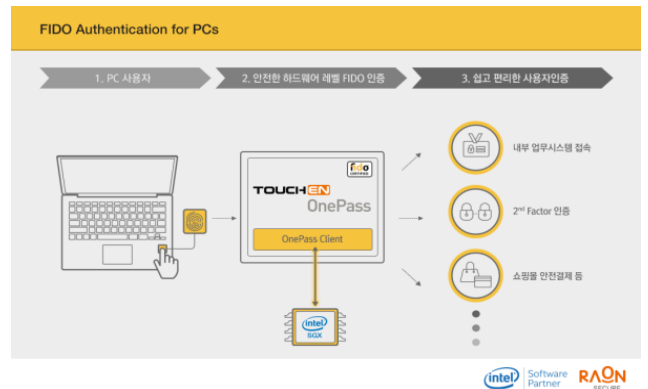 FIDO Authentication for PCs
1. PC 사용자
2. 안전한 하드웨어 레벨 FIDO 인증
3. 쉽고 편리한 사용자인증
fido
CERTIFIED
TOUCHEN
OnePass
OnePass Client
intel
SGX
내부 업무시스템 접속
2nd Factor 인증
쇼핑몰 안전결제 등
intel Software
Partner
RAON
SECURE